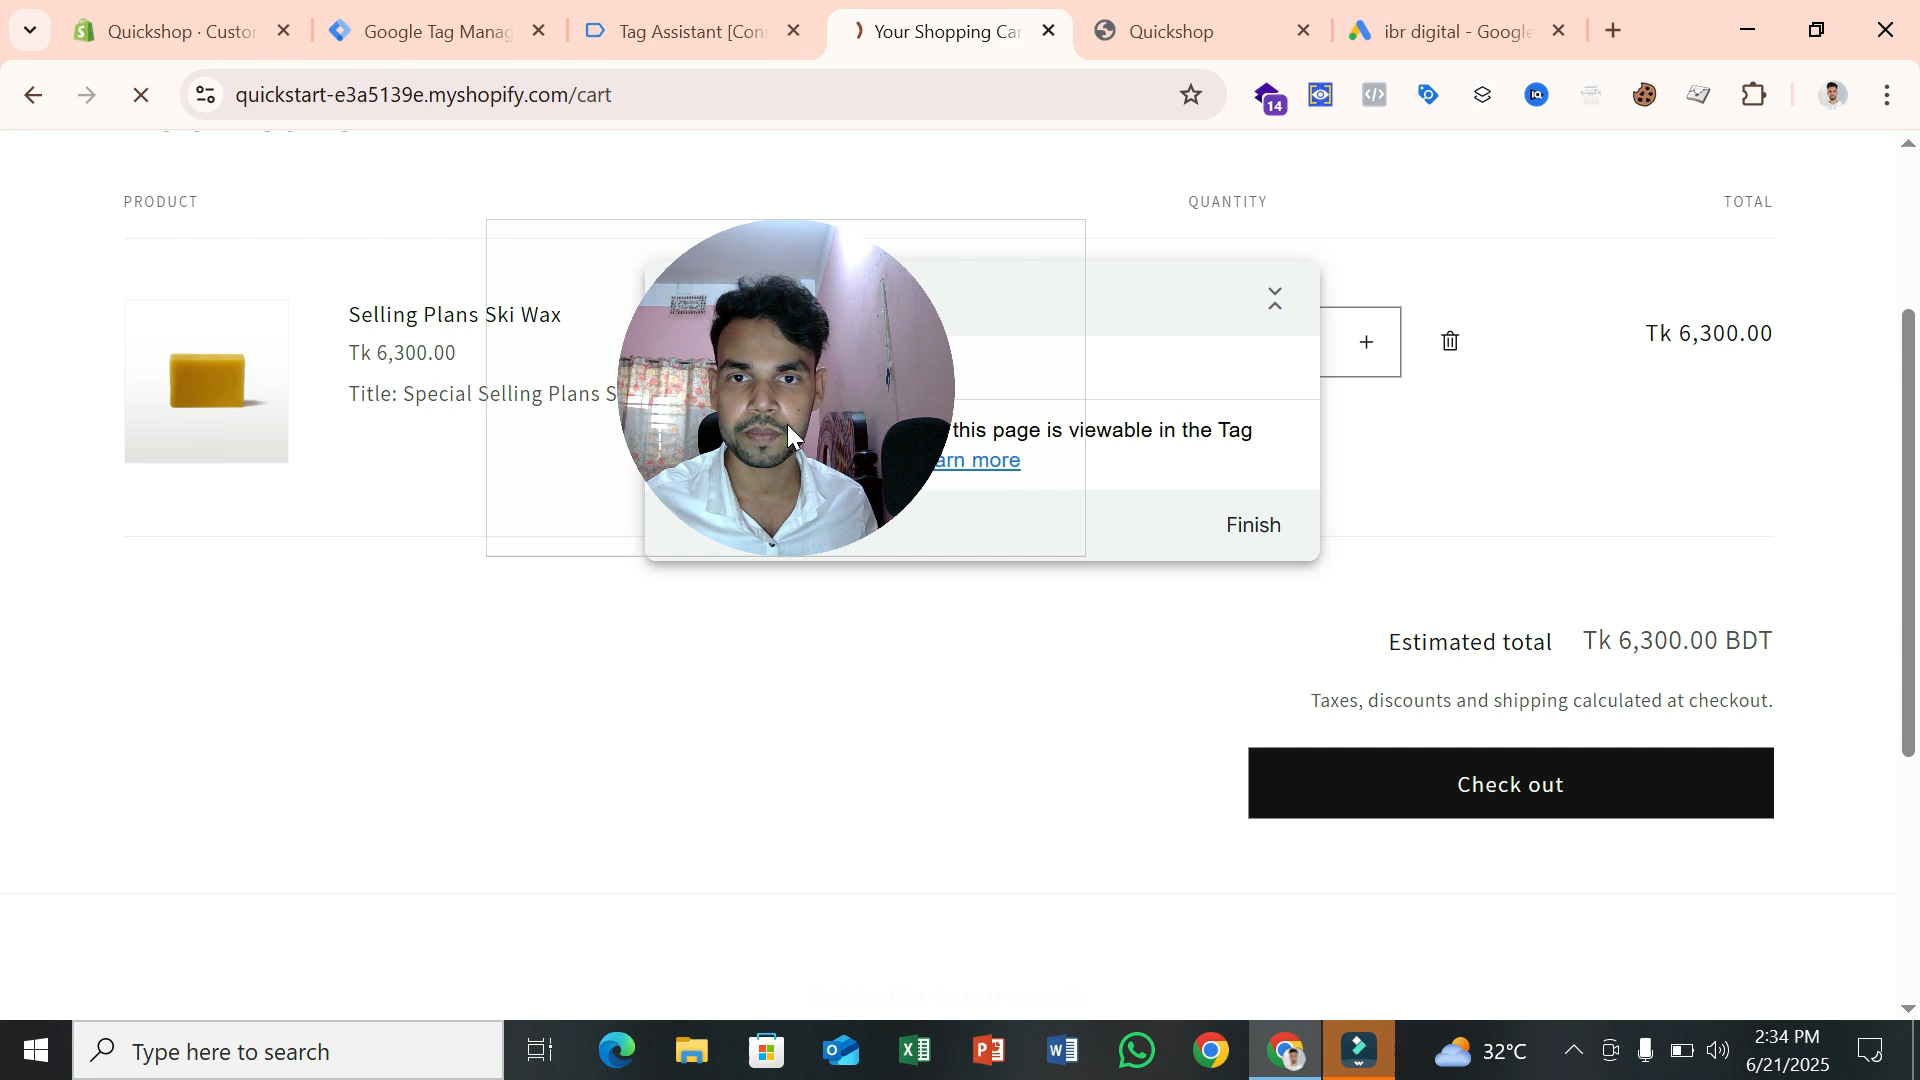 Quickshop · Custor
Google Tag Manag
Tag Assistant [Con
Your Shopping Car
Quickshop
ibr digital - Google
quickstart-e3a5139e.myshopify.com/cart
14
PRODUCT
QUANTITY
TOTAL
Selling Plans Ski Wax
Tk 6,300.00
Title: Special Selling Plans S
+
Tk 6,300.00
this page is viewable in the Tag
arn more
Finish
Estimated total Tk 6,300.00 BDT
Taxes, discounts and shipping calculated at checkout.
Check out
Subscribe to our emails
Type here to search
32°C
2:34 PM
6/21/2025